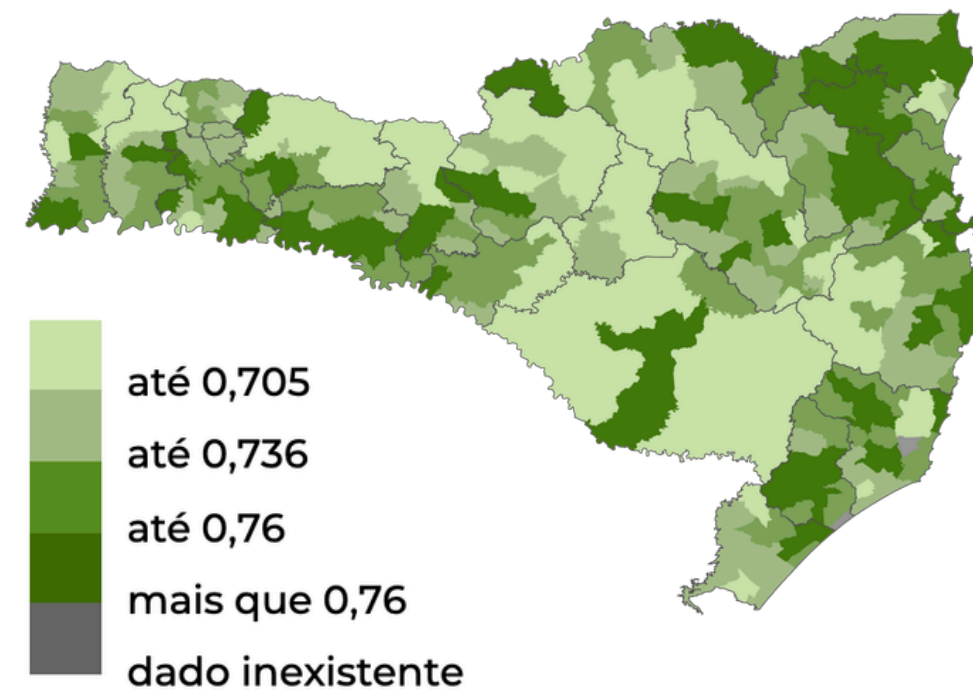 até 0,705
até 0,736
até 0,76
mais que 0,76
dado inexistente